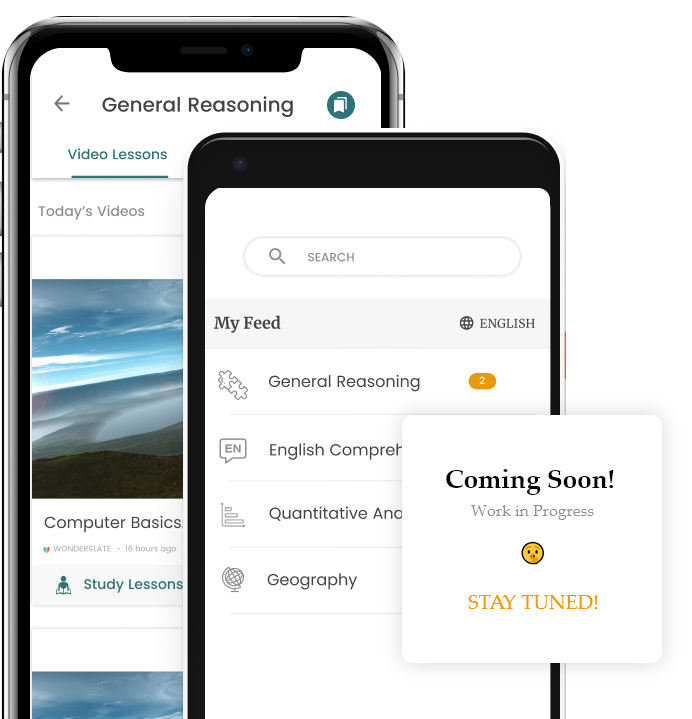 General Reasoning
Video Lessons
Today's Videos
Computer Basics.
WONDERSLATE • 16 hours ago
Study Lessons
SEARCH
My Feed
ENGLISH
General Reasoning
2
EN
English Compreh
Quantitative Ana
Geography
Coming Soon!
Work in Progress
STAY TUNED!